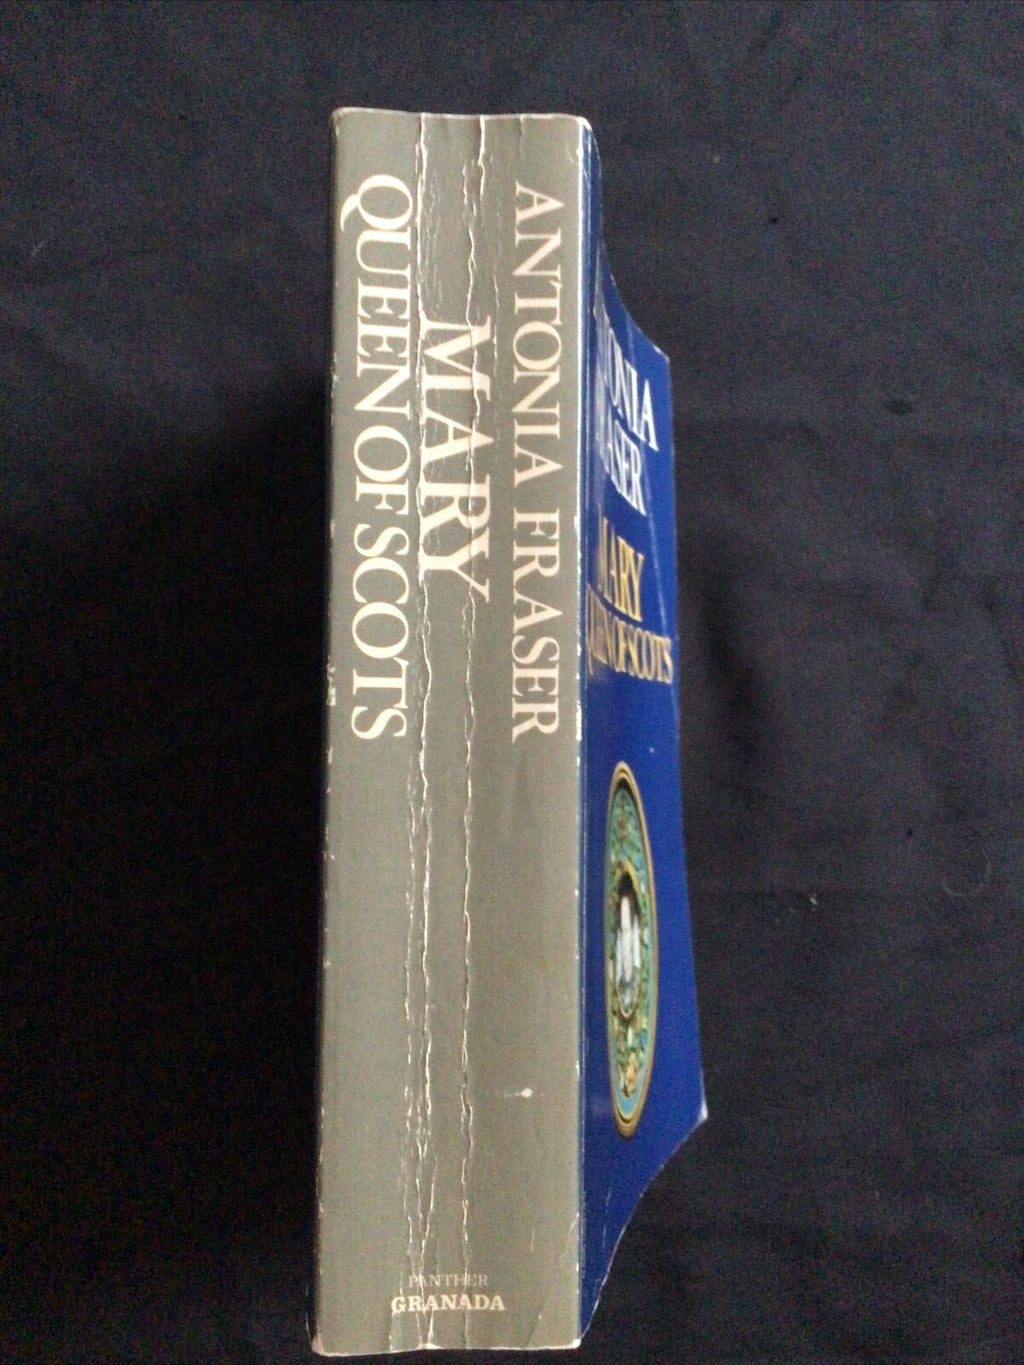 ANTONIA FRASER
MARY
QUEEN OF SCOTS
PANTHER
GRANADA
MARY
QUEEN OF SCOTS